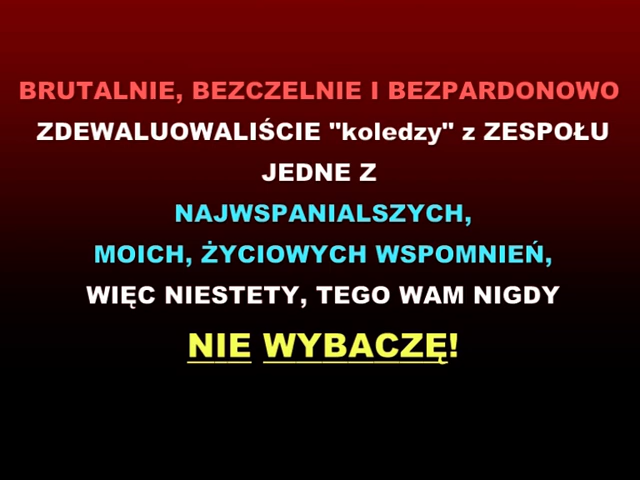 BRUTALNIE, BEZCZELNIE I BEZPARDONOWO
ZDEWALUOWALIŚCIE "koledzy" z ZESPOŁU
JEDNE Z
NAJWSPANIALSZYCH,
MOICH, ŻYCIOWYCH WSPOMNIEŃ,
WIĘC NIESTETY, TEGO WAM NIGDY
NIE WYBACZĘ!